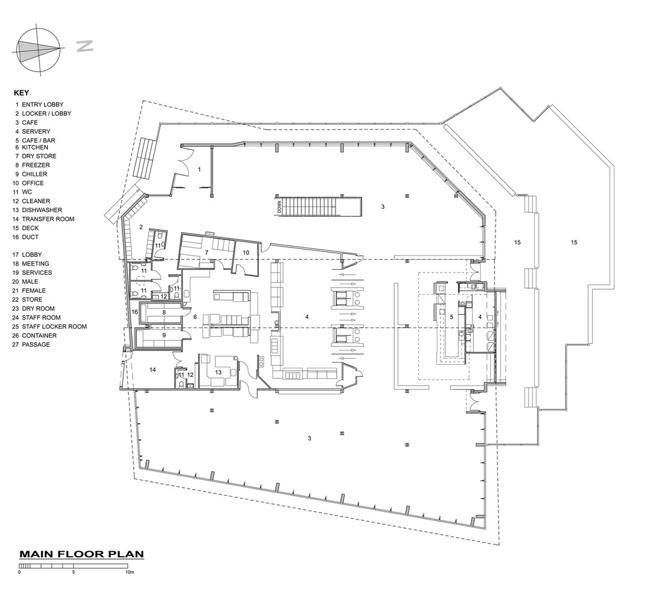 N
KEY
1 ENTRY LOBBY
2 LOCKER / LOBBY
3 CAFE
4 SERVERY
5 CAFE / BAR
6 KITCHEN
7 DRY STORE
8 FREEZER
9 CHILLER
10 OFFICE
11 WC
12 CLEANER
13 DISHWASHER
14 TRANSFER ROOM
15 DECK
16 DUCT
17 LOBBY
18 MEETING
19 SERVICES
20 MALE
21 FEMALE
22 STORE
23 DRY ROOM
24 STAFF ROOM
25 STAFF LOCKER ROOM
26 CONTAINER
27 PASSAGE
1
DOWN
3
2
11
7
10
15
15
11
11
11
12
16
8
6
4
5
4
9
14
11
12
13
3
MAIN FLOOR PLAN
0 5 10m